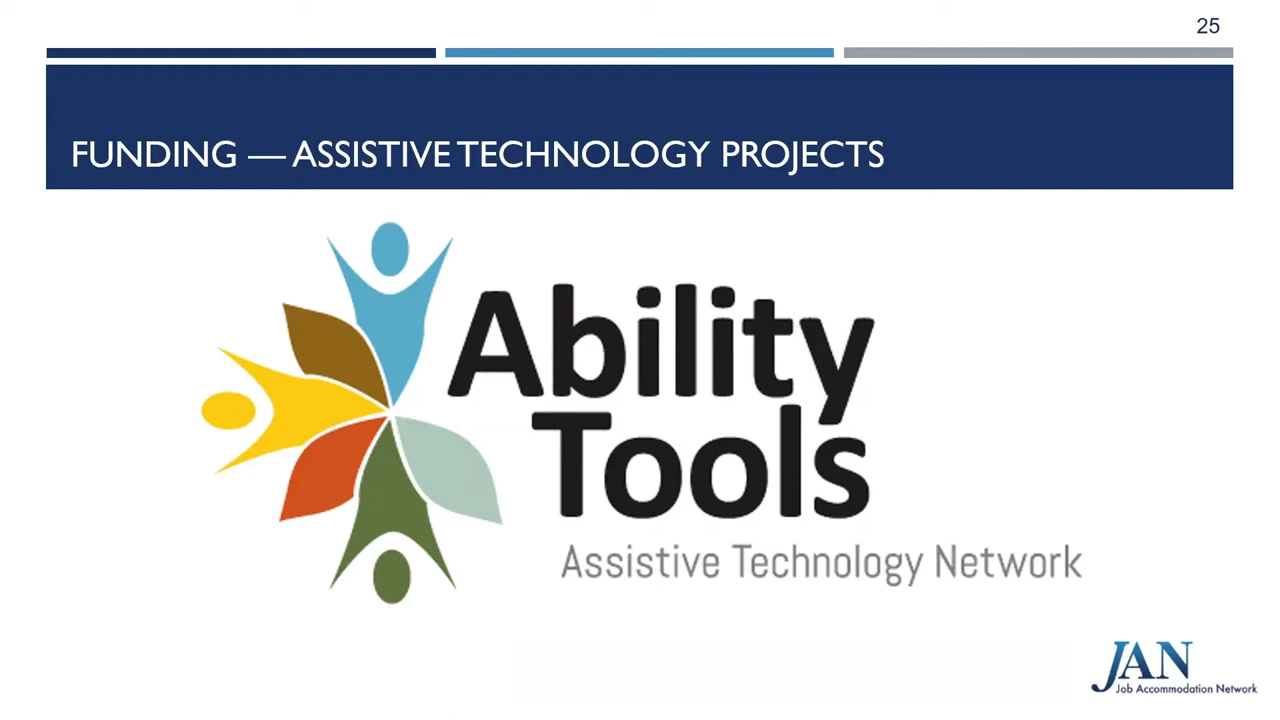 25
FUNDING — ASSISTIVE TECHNOLOGY PROJECTS
Ability
Tools
Assistive Technology Network
JAN
Job Accommodation Network